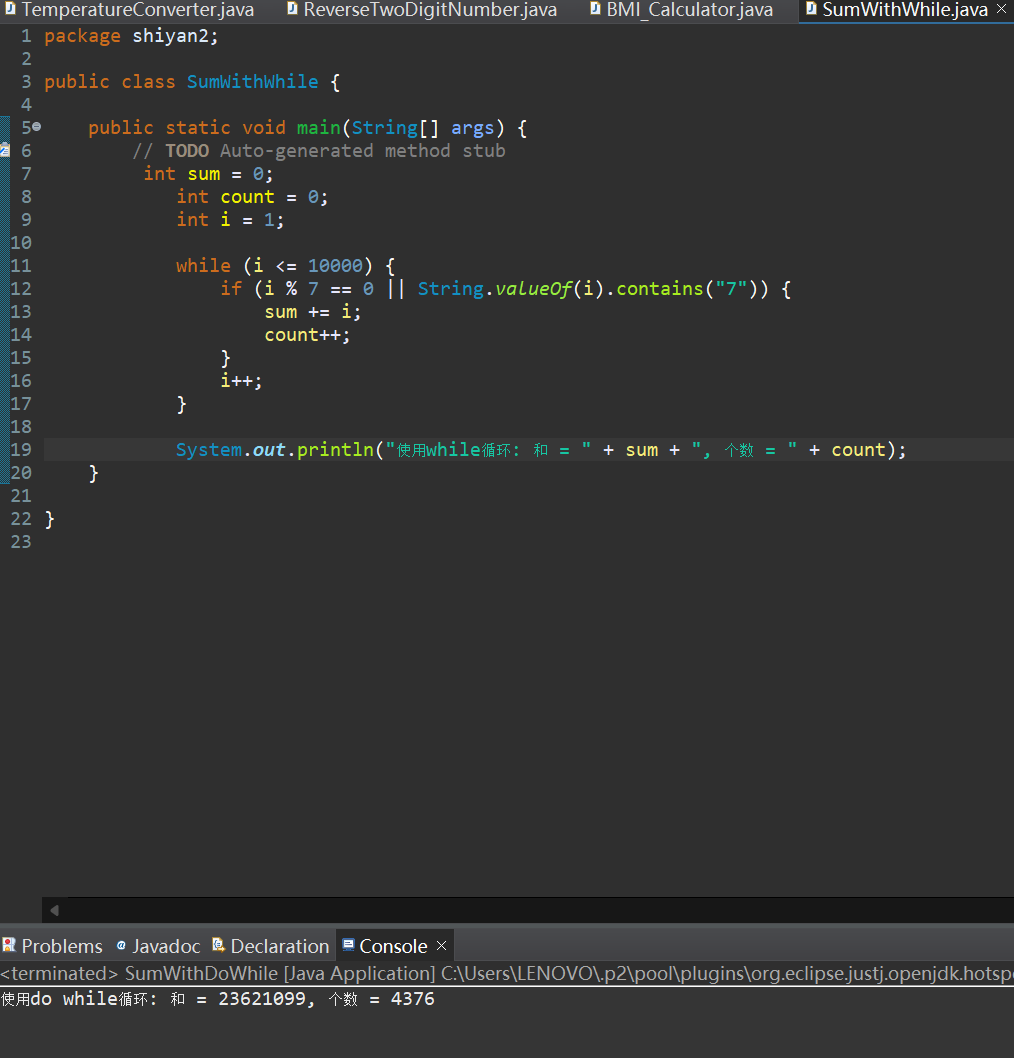 TemperatureConverter.java ReverseTwoDigitNumber.java BMI_Calculator.java SumWithWhile.java
1 package shiyan2;
2
3 public class SumWithWhile {
4
5 public static void main(String[] args) {
6 // TODO Auto-generated method stub
7 int sum = 0;
8 int count = 0;
9 int i = 1;
10
11 while (i <= 10000) {
12 if (i % 7 == 0 || String.valueOf(i).contains("7")) {
13 sum += i;
14 count++;
15 }
16 i++;
17 }
18
19 System.out.println("使用while循环: 和 = " + sum + ", 个数 = " + count);
20 }
21
22 }
23
Problems Javadoc Declaration Console
<terminated> SumWithDoWhile [Java Application] C:\Users\LENOVO\.p2\pool\plugins\org.eclipse.justj.openjdk.hotsp
使用do while循环: 和 = 23621099, 个数 = 4376